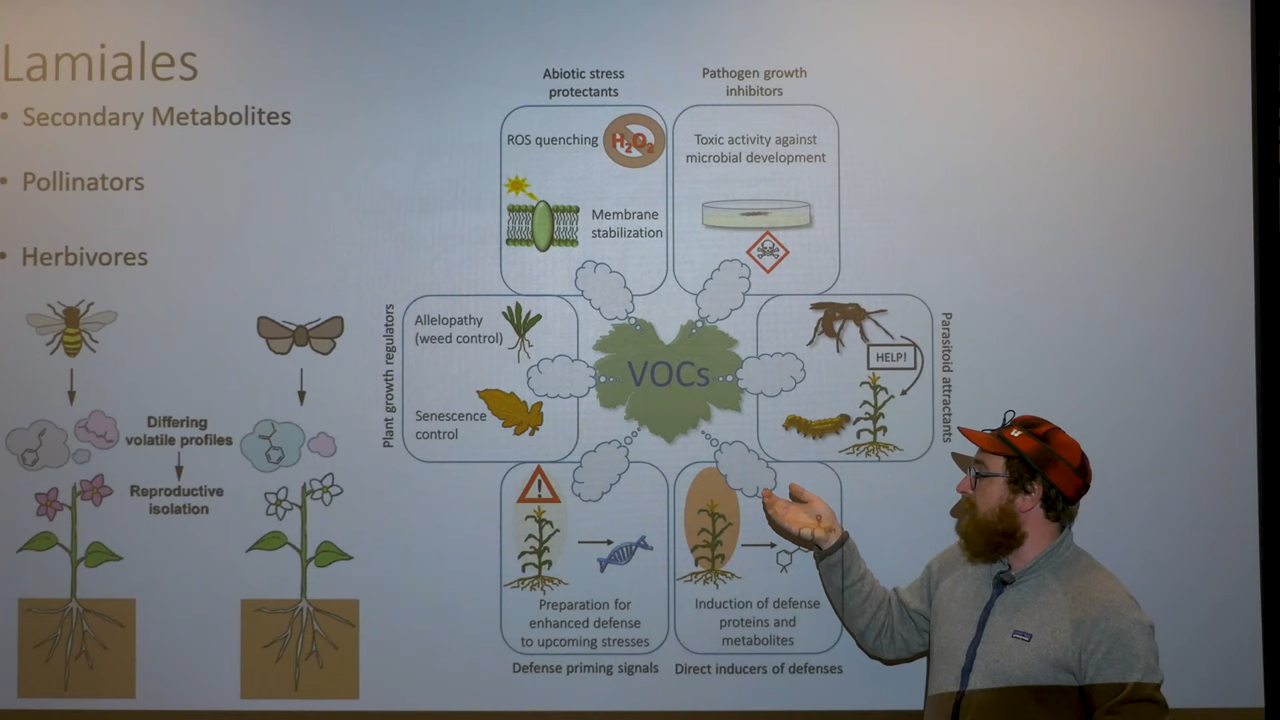 Lamiales
• Secondary Metabolites
• Pollinators
• Herbivores
Differing
volatile profiles
Reproductive
isolation
Abiotic stress
protectants
ROS quenching
H₂O₂
Membrane
stabilization
Pathogen growth
inhibitors
Toxic activity against
microbial development
Plant growth regulators
Allelopathy
(weed control)
Senescence
control
VOCs
HELP!
Parasitoid attractants
Preparation for
enhanced defense
to upcoming stresses
Defense priming signals
Induction of defense
proteins and
metabolites
Direct inducers of defenses
patagonia